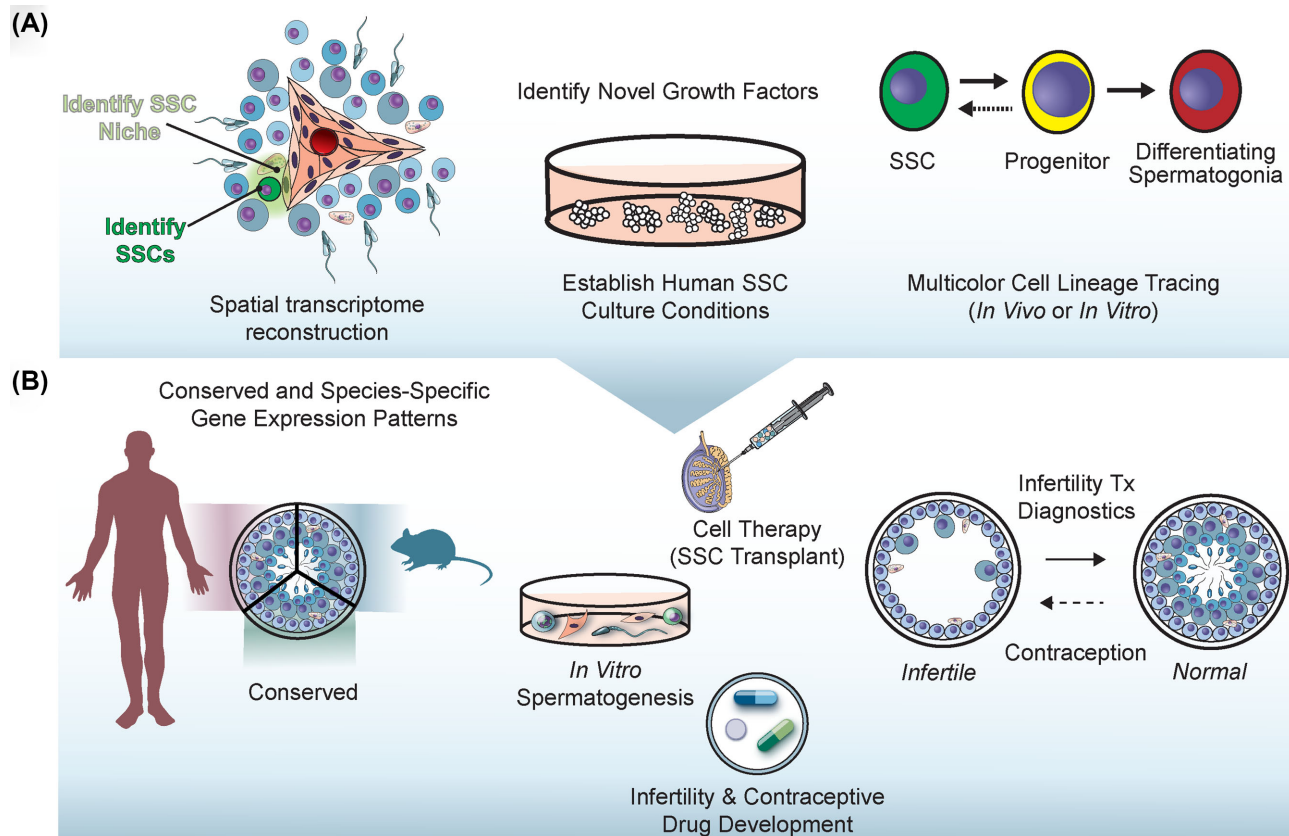 (A)
Identify SSC
Niche
Identify
SSCs
Spatial transcriptome
reconstruction
Identify Novel Growth Factors
Establish Human SSC
Culture Conditions
SSC
Progenitor
Differentiating
Spermatogonia
Multicolor Cell Lineage Tracing
(In Vivo or In Vitro)
(B)
Conserved and Species-Specific
Gene Expression Patterns
Conserved
Cell Therapy
(SSC Transplant)
In Vitro
Spermatogenesis
Infertility & Contraceptive
Drug Development
Infertility Tx
Diagnostics
Contraception
Infertile
Normal